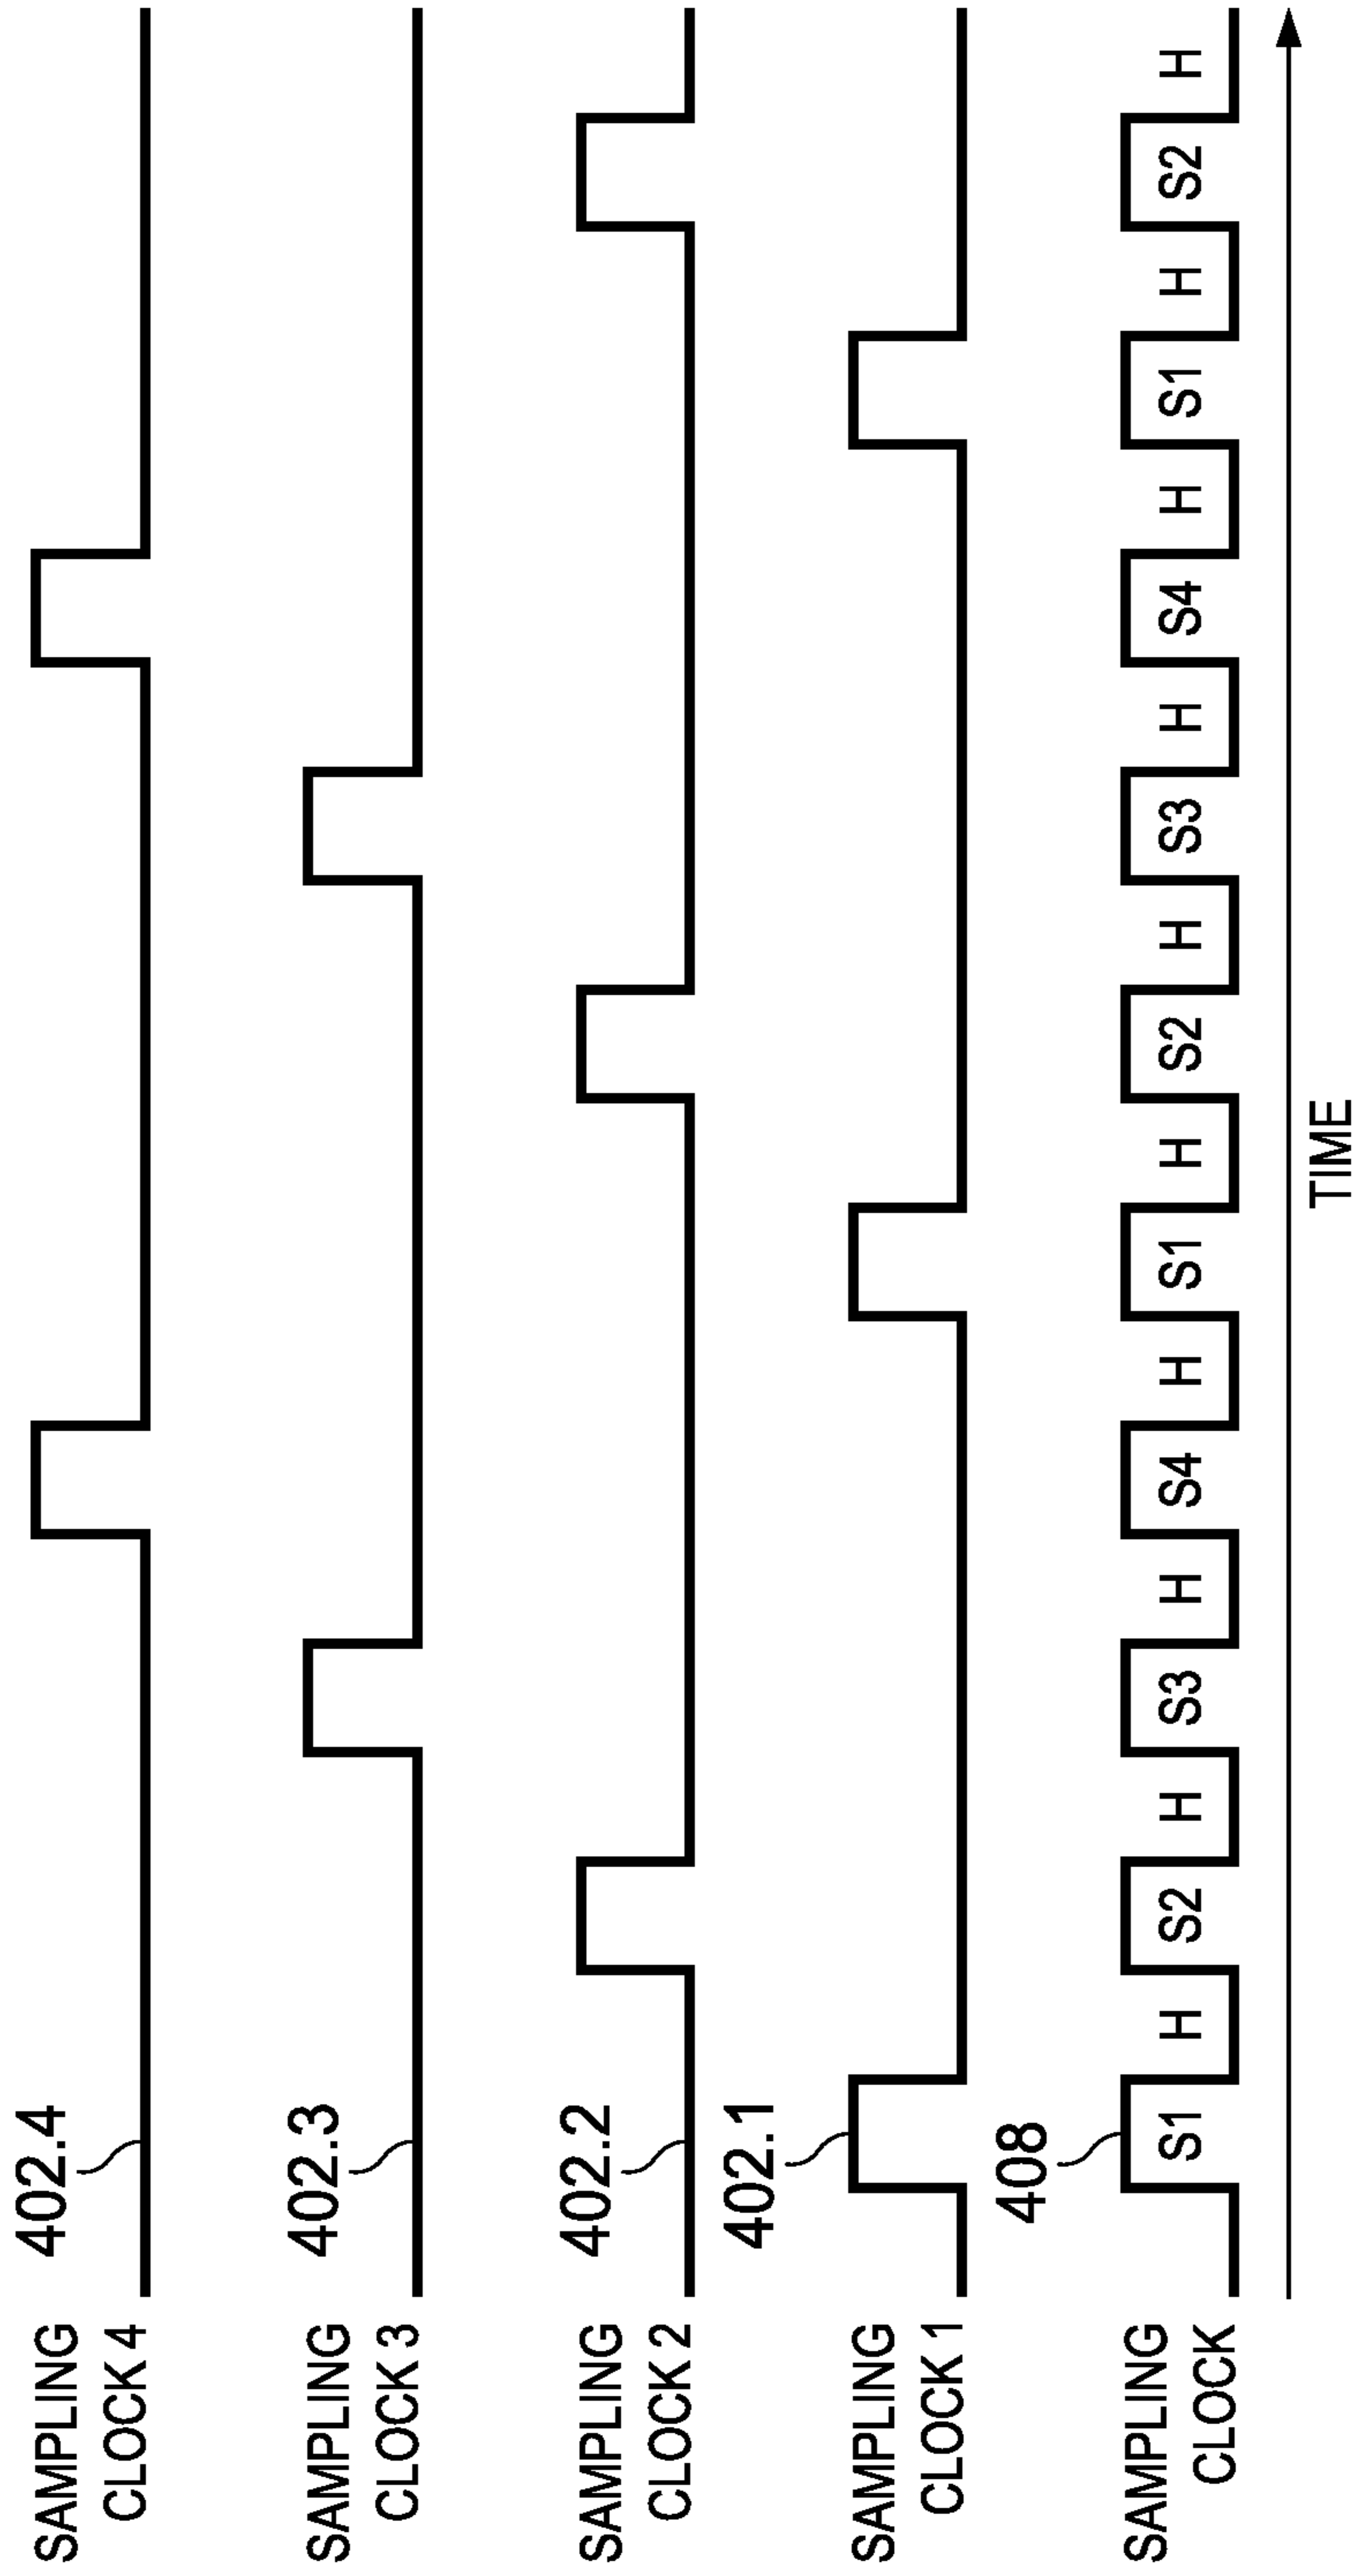 402.4
SAMPLING
CLOCK 4
402.3
SAMPLING
CLOCK 3
402.2
SAMPLING
CLOCK 2
402.1
SAMPLING
CLOCK 1
408
SAMPLING
CLOCK
S1 H S2 H S3 H S4 H S1 H S2 H S3 H S4 H S1 H S2 H
TIME